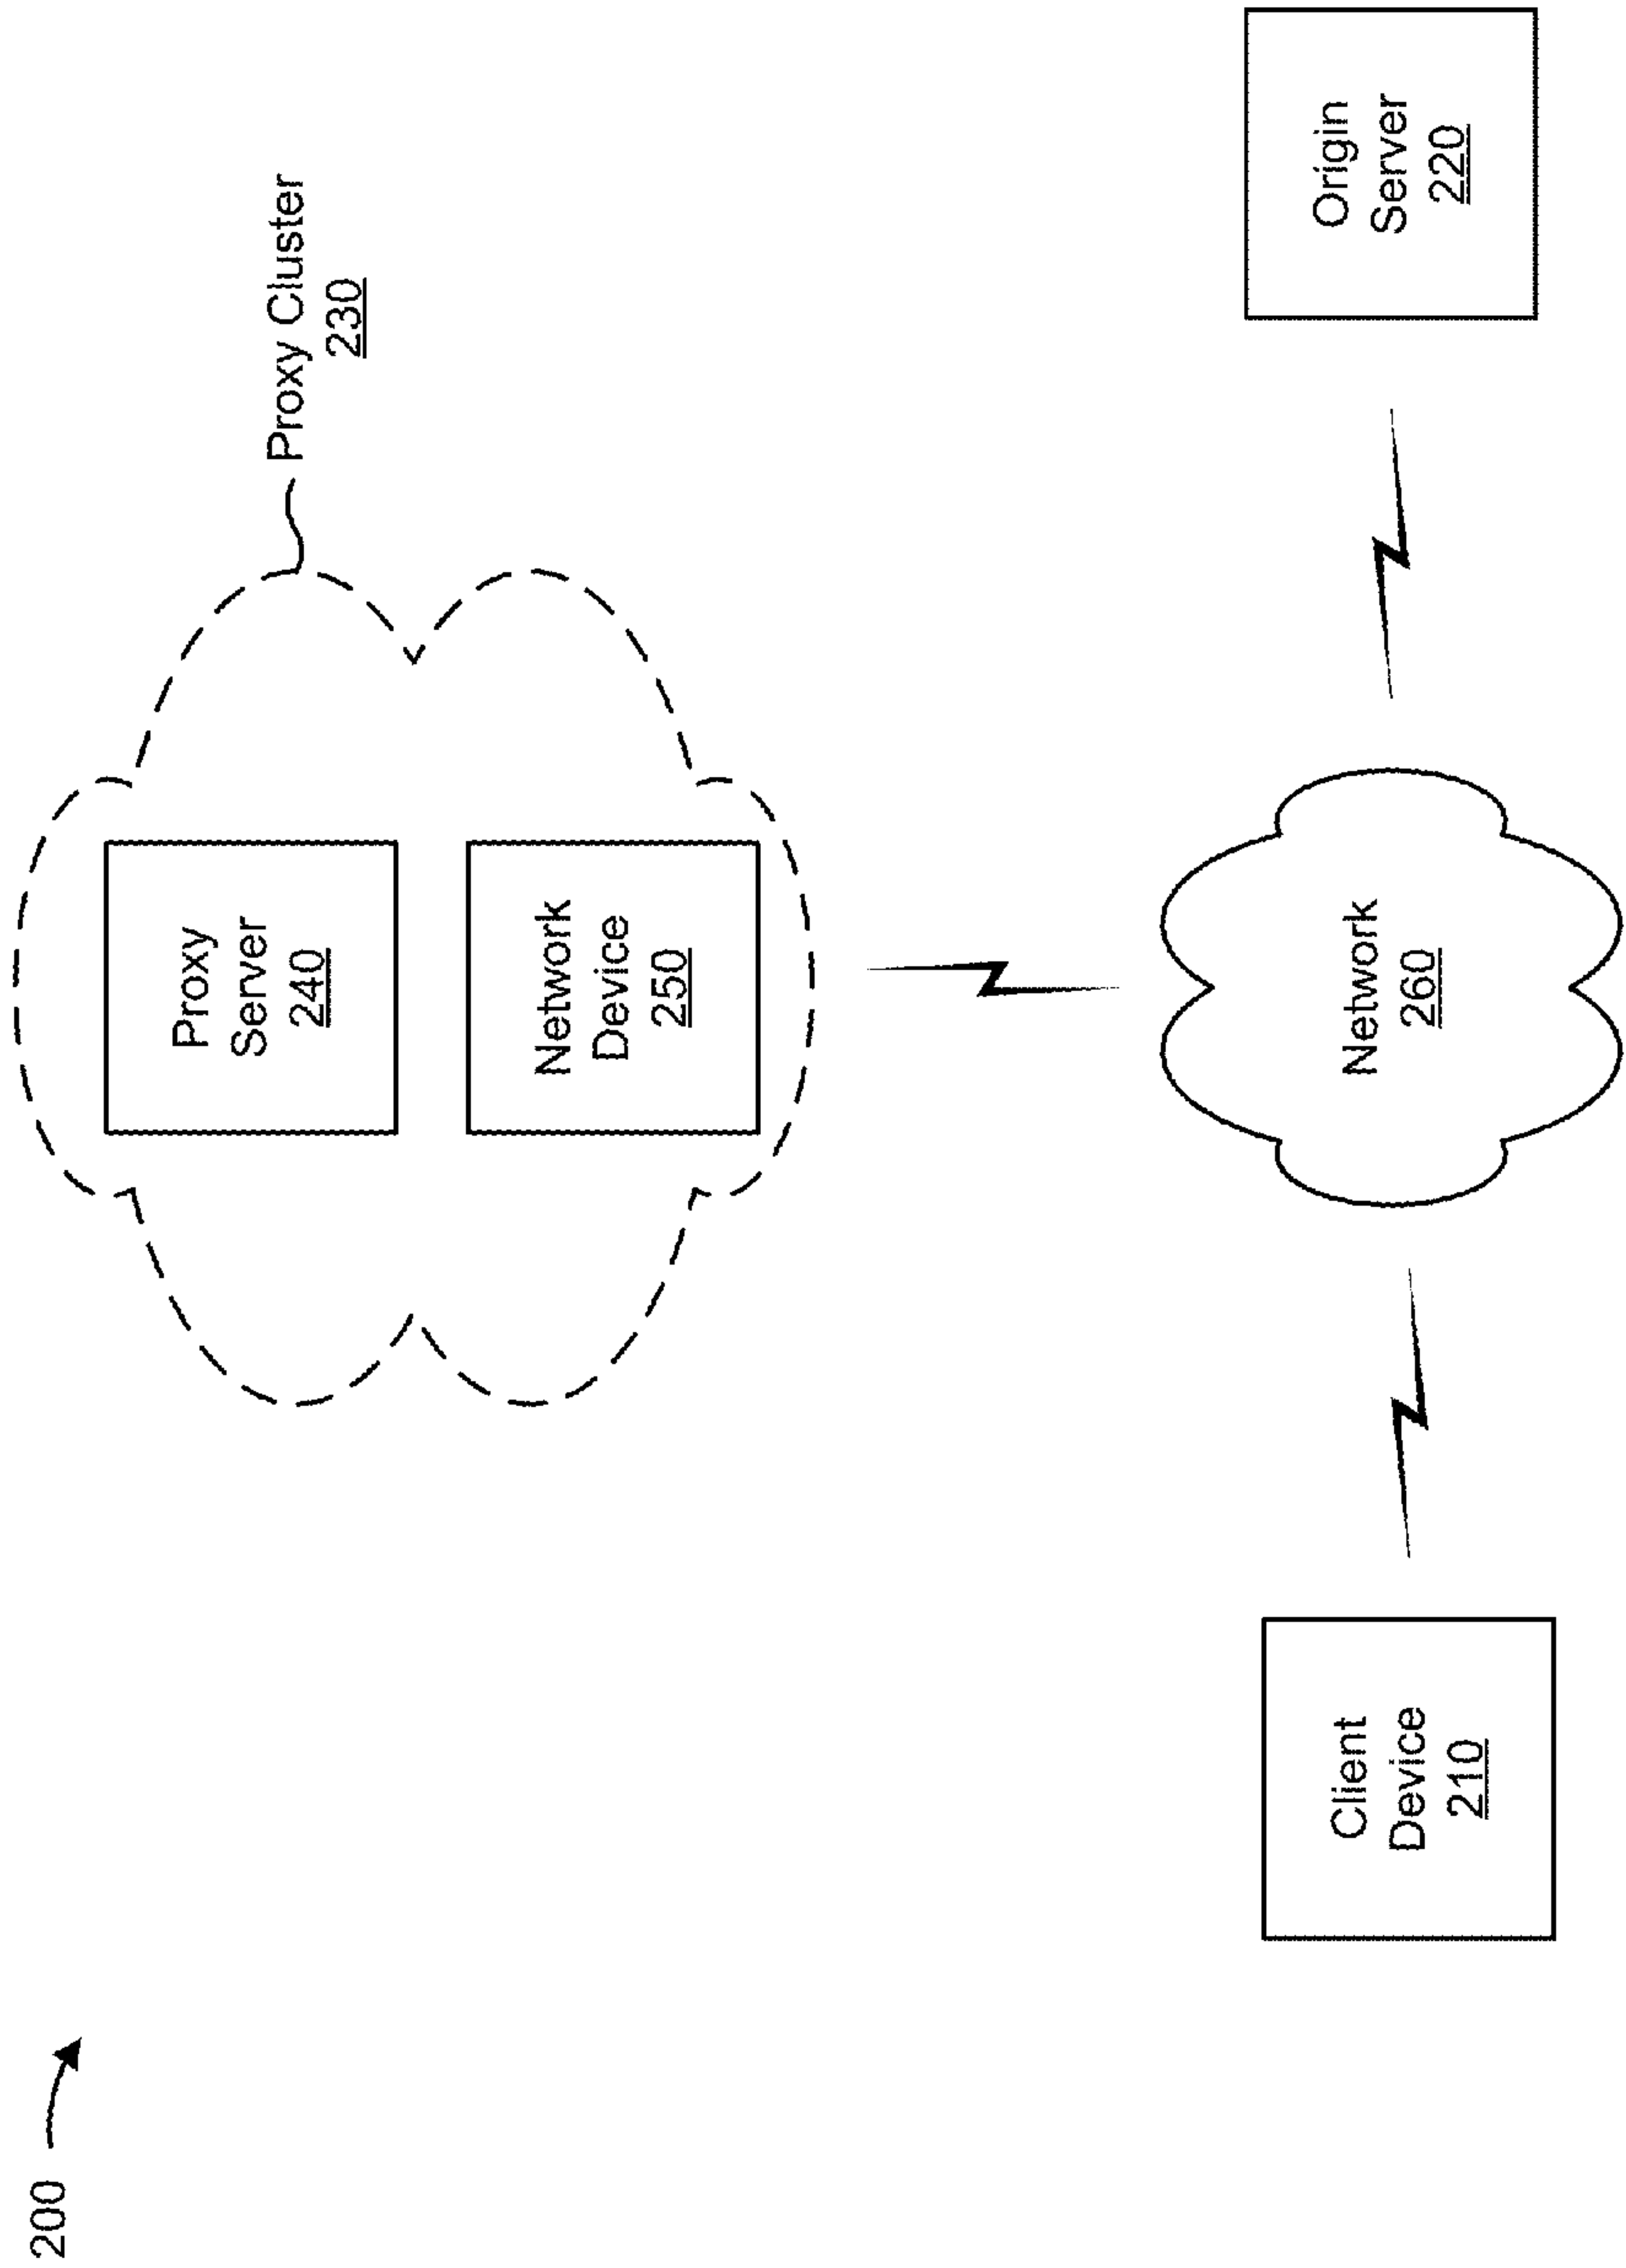 200
Proxy Cluster
230
Proxy
Server
240
Network
Device
250
Client
Device
210
Network
260
Origin
Server
220